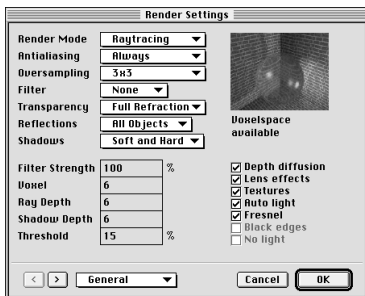 Render Settings
Render Mode Raytracing
Antialiasing Always
Oversampling 3x3
Filter None
Transparency Full Refraction
Reflections All Objects
Shadows Soft and Hard
Voxelspace
available
Filter Strength 100 %
Voxel 6
Ray Depth 6
Shadow Depth 6
Threshold 15 %
Depth diffusion
Lens effects
Textures
Auto light
Fresnel
Black edges
No light
< > General Cancel OK